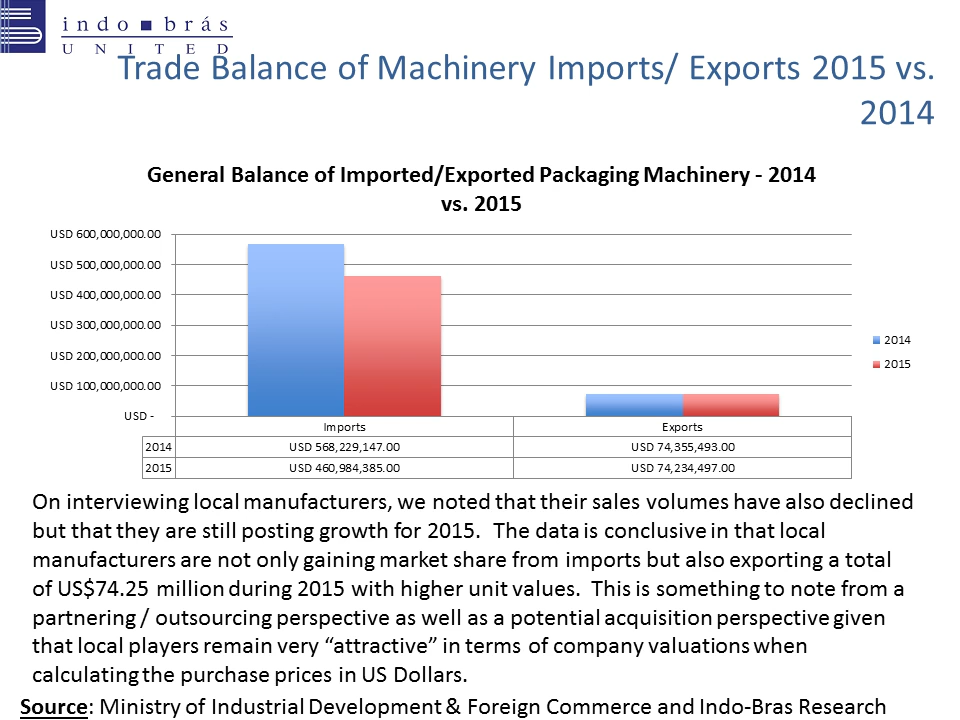 indo brás
UNITED
Trade Balance of Machinery Imports/ Exports 2015 vs.
2014
General Balance of Imported/Exported Packaging Machinery - 2014
vs. 2015
USD 600,000,000.00
USD 500,000,000.00
USD 400,000,000.00
USD 300,000,000.00
USD 200,000,000.00
USD 100,000,000.00
USD -
2014
2015
Imports Exports
2014 USD 568,229,147.00 USD 74,355,493.00
2015 USD 460,984,385.00 USD 74,234,497.00
On interviewing local manufacturers, we noted that their sales volumes have also declined
but that they are still posting growth for 2015. The data is conclusive in that local
manufacturers are not only gaining market share from imports but also exporting a total
of US$74.25 million during 2015 with higher unit values. This is something to note from a
partnering / outsourcing perspective as well as a potential acquisition perspective given
that local players remain very “attractive” in terms of company valuations when
calculating the purchase prices in US Dollars.
Source: Ministry of Industrial Development & Foreign Commerce and Indo-Bras Research